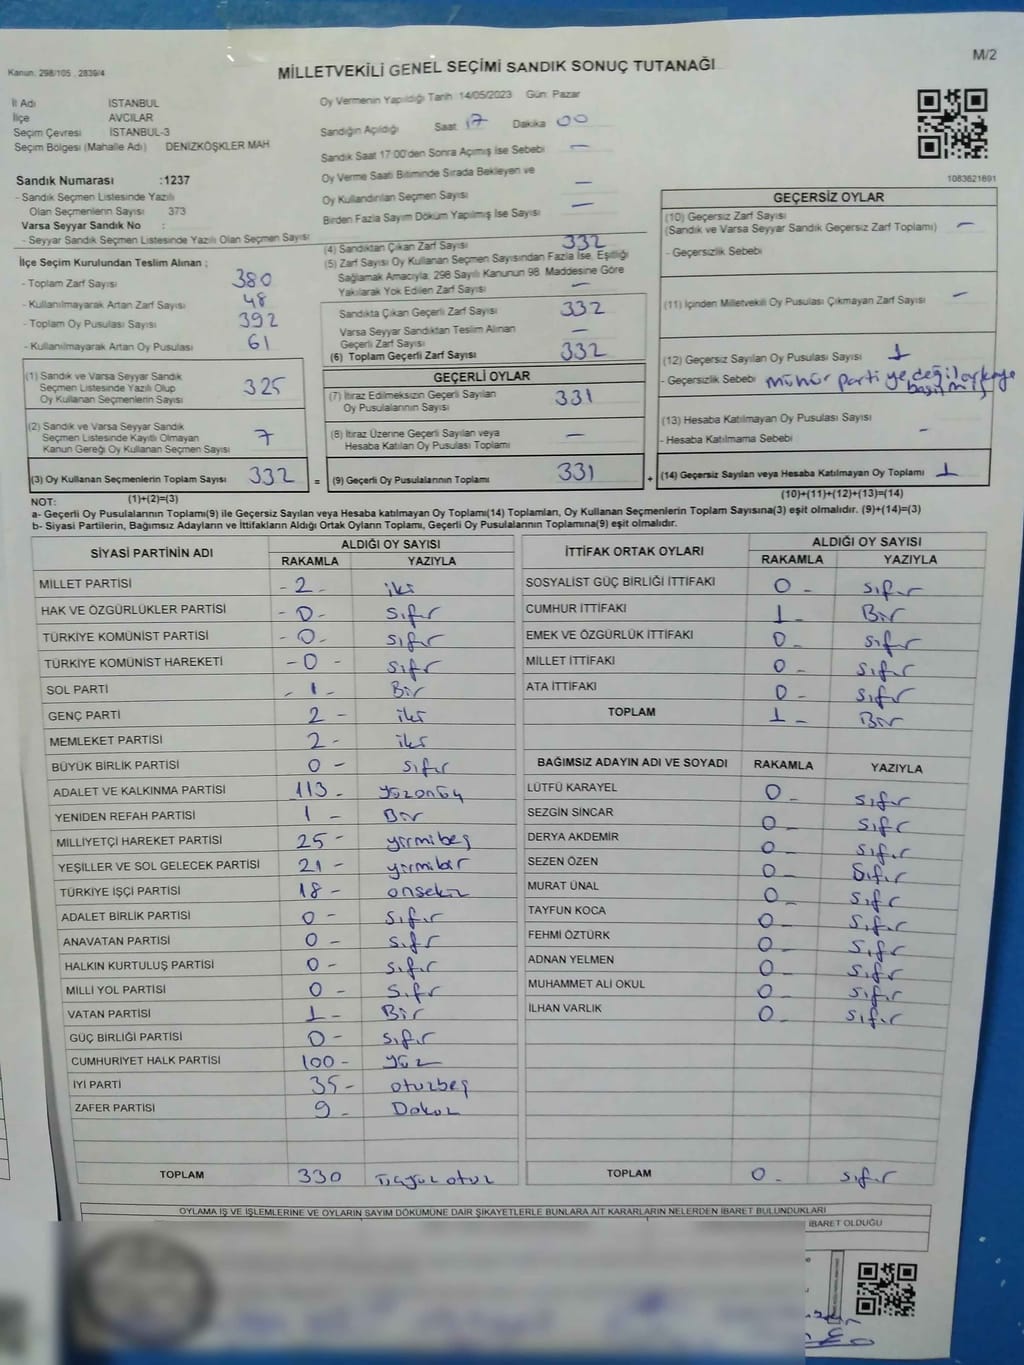 M/2
Kanun: 298/105 , 2839/4
MİLLETVEKİLİ GENEL SEÇİMİ SANDIK SONUÇ TUTANAĞI
İl Adı İSTANBUL
İlçe AVCILAR
Seçim Çevresi İSTANBUL-3
Seçim Bölgesi (Mahalle Adı) DENİZKÖŞKLER MAH
Sandık Numarası :1237
- Sandık Seçmen Listesinde Yazılı
Olan Seçmenlerin Sayısı 373
Varsa Seyyar Sandık No :
- Seyyar Sandık Seçmen Listesinde Yazılı Olan Seçmen Sayısı
İlçe Seçim Kurulundan Teslim Alınan ;
- Toplam Zarf Sayısı 380
- Kullanılmayarak Artan Zarf Sayısı 48
- Toplam Oy Pusulası Sayısı 392
- Kullanılmayarak Artan Oy Pusulası 61
(1) Sandık ve Varsa Seyyar Sandık
Seçmen Listesinde Yazılı Olup
Oy Kullanan Seçmenlerin Sayısı 325
(2) Sandık ve Varsa Seyyar Sandık
Seçmen Listesinde Kayıtlı Olmayan
Kanun Gereği Oy Kullanan Seçmen Sayısı 7
(3) Oy Kullanan Seçmenlerin Toplam Sayısı 332 =
(1)+(2)=(3)
Oy Vermenin Yapıldığı Tarih: 14/05/2023 Gün: Pazar
Sandığın Açıldığı Saat 17 Dakika 00
Sandık Saat 17:00'den Sonra Açımış İse Sebebi —
Oy Verme Saati Bitiminde Sırada Bekleyen ve
Oy Kullandırılan Seçmen Sayısı —
Birden Fazla Sayım Döküm Yapılmış İse Sayısı —
(4) Sandıktan Çıkan Zarf Sayısı 332
(5) Zarf Sayısı Oy Kullanan Seçmen Sayısından Fazla İse, Eşitliği
Sağlamak Amacıyla; 298 Sayılı Kanunun 98. Maddesine Göre
Yakılarak Yok Edilen Zarf Sayısı —
Sandıkta Çıkan Geçerli Zarf Sayısı 332
Varsa Seyyar Sandıktan Teslim Alınan
Geçerli Zarf Sayısı —
(6) Toplam Geçerli Zarf Sayısı 332
GEÇERLİ OYLAR
(7) İtiraz Edilmeksizin Geçerli Sayılan
Oy Pusulalarının Sayısı 331
(8) İtiraz Üzerine Geçerli Sayılan veya
Hesaba Katılan Oy Pusulası Toplamı —
(9) Geçerli Oy Pusulalarının Toplamı 331 +
1083621691
GEÇERSİZ OYLAR
(10) Geçersiz Zarf Sayısı
(Sandık ve Varsa Seyyar Sandık Geçersiz Zarf Toplamı) —
- Geçersizlik Sebebi
(11) İçinden Milletvekili Oy Pusulası Çıkmayan Zarf Sayısı —
(12) Geçersiz Sayılan Oy Pusulası Sayısı 1
- Geçersizlik Sebebi mühür partiye değil arkaya
basılmış
(13) Hesaba Katılmayan Oy Pusulası Sayısı —
- Hesaba Katılmama Sebebi
(14) Geçersiz Sayılan veya Hesaba Katılmayan Oy Toplamı 1
(10)+(11)+(12)+(13)=(14)
NOT:
a- Geçerli Oy Pusulalarının Toplamı(9) ile Geçersiz Sayılan veya Hesaba katılmayan Oy Toplamı(14) Toplamları, Oy Kullanan Seçmenlerin Toplam Sayısına(3) eşit olmalıdır. (9)+(14)=(3)
b- Siyasi Partilerin, Bağımsız Adayların ve İttifakların Aldığı Ortak Oyların Toplamı, Geçerli Oy Pusulalarının Toplamına(9) eşit olmalıdır.
SİYASİ PARTİNİN ADI ALDIĞI OY SAYISI
RAKAMLA YAZIYLA
MİLLET PARTİSİ - 2 - iki
HAK VE ÖZGÜRLÜKLER PARTİSİ - 0 - sıfır
TÜRKİYE KOMÜNİST PARTİSİ - 0 - sıfır
TÜRKİYE KOMÜNİST HAREKETİ - 0 - sıfır
SOL PARTİ - 1 - Bir
GENÇ PARTİ 2 - iki
MEMLEKET PARTİSİ 2 - iki
BÜYÜK BİRLİK PARTİSİ 0 - sıfır
ADALET VE KALKINMA PARTİSİ 113 -
YENİDEN REFAH PARTİSİ 1 - Bir
MİLLİYETÇİ HAREKET PARTİSİ 25 - yirmibeş
YEŞİLLER VE SOL GELECEK PARTİSİ 21 - yirmibir
TÜRKİYE İŞÇİ PARTİSİ 18 - onsekiz
ADALET BİRLİK PARTİSİ 0 - sıfır
ANAVATAN PARTİSİ 0 - sıfır
HALKIN KURTULUŞ PARTİSİ 0 - sıfır
MİLLİ YOL PARTİSİ 0 - sıfır
VATAN PARTİSİ 1 - Bir
GÜÇ BİRLİĞİ PARTİSİ 0 - sıfır
CUMHURİYET HALK PARTİSİ 100 - yüz
İYİ PARTİ 35 - otuzbeş
ZAFER PARTİSİ 9 - Dokuz
TOPLAM 330 üçyüz otuz
İTTİFAK ORTAK OYLARI ALDIĞI OY SAYISI
RAKAMLA YAZIYLA
SOSYALİST GÜÇ BİRLİĞİ İTTİFAKI 0 - sıfır
CUMHUR İTTİFAKI 1 - Bir
EMEK VE ÖZGÜRLÜK İTTİFAKI 0 - sıfır
MİLLET İTTİFAKI 0 - sıfır
ATA İTTİFAKI 0 - sıfır
TOPLAM 1 - Bir
BAĞIMSIZ ADAYIN ADI VE SOYADI RAKAMLA YAZIYLA
LÜTFÜ KARAYEL 0 - sıfır
SEZGİN SİNCAR 0 - sıfır
DERYA AKDEMİR 0 - sıfır
SEZEN ÖZEN 0 - sıfır
MURAT ÜNAL 0 - sıfır
TAYFUN KOCA 0 - sıfır
FEHMİ ÖZTÜRK 0 - sıfır
ADNAN YELMEN 0 - sıfır
MUHAMMET ALİ OKUL 0 - sıfır
İLHAN VARLIK 0 - sıfır
TOPLAM 0 - sıfır
OYLAMA İŞ VE İŞLEMLERİNE VE OYLARIN SAYIM DÖKÜMÜNE DAİR ŞİKAYETLERLE BUNLARA AİT KARARLARIN NELERDEN İBARET BULUNDUKLARI
İBARET OLDUĞU